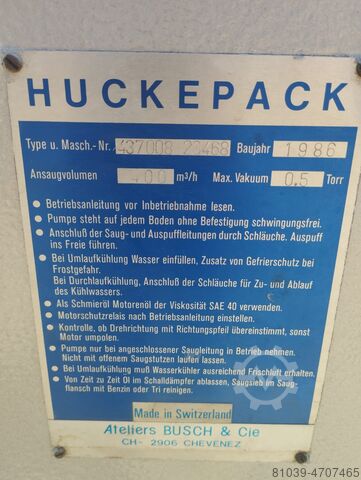 HUCKEPACK
Type u. Masch.-Nr. 437008 20468 Baujahr 1986
Ansaugvolumen 400 m³/h Max. Vakuum 0.5 Torr
• Betriebsanleitung vor Inbetriebnahme lesen.
• Pumpe steht auf jedem Boden ohne Befestigung schwingungsfrei.
• Anschluß der Saug- und Auspuffleitungen durch Schläuche. Auspuff
ins Freie führen.
• Bei Umlaufkühlung Wasser einfüllen, Zusatz von Gefrierschutz bei
Frostgefahr.
Bei Durchlaufkühlung, Anschluß der Schläuche für Zu- und Ablauf
des Kühlwassers.
• Als Schmieröl Motorenöl der Viskosität SAE 40 verwenden.
• Motorschutzrelais nach Betriebsanleitung einstellen.
• Kontrolle, ob Drehrichtung mit Richtungspfeil übereinstimmt, sonst
Motor umpolen.
• Pumpe nur bei angeschlossener Saugleitung in Betrieb nehmen.
Nicht mit offenem Saugstutzen laufen lassen.
• Bei Umlaufkühlung muß Wasserkühler ausreichend Frischluft erhalten.
• Von Zeit zu Zeit Öl im Schalldämpfer ablassen, Saugsieb im Saug-
flansch mit Benzin oder Tri reinigen.
Made in Switzerland
Ateliers BUSCH & Cie
CH- 2906 CHEVENEZ
81039-4707465